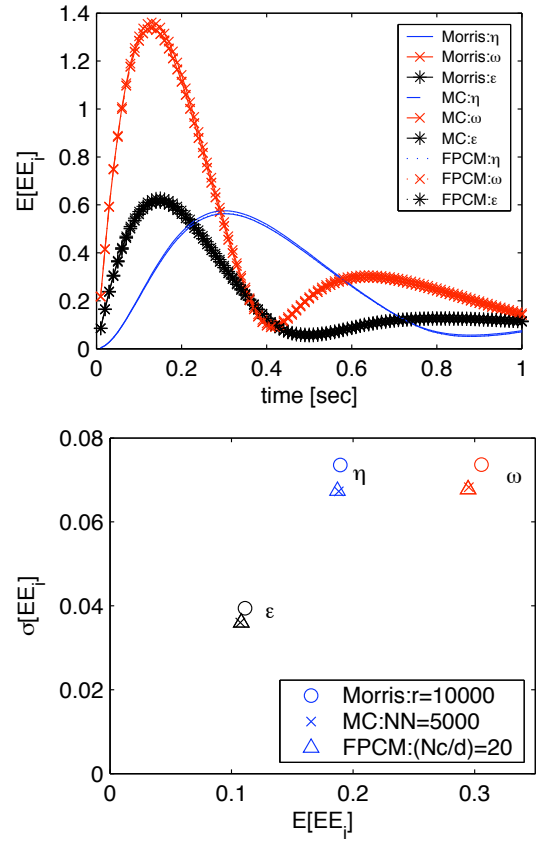 1.4
1.2
1
0.8
0.6
0.4
0.2
0
E[EE_i]
Morris:η
Morris:ω
Morris:ε
MC:η
MC:ω
MC:ε
FPCM:η
FPCM:ω
FPCM:ε
0 0.2 0.4 0.6 0.8 1
time [sec]
0.08
0.06
0.04
0.02
0
σ[EE_i]
η
ω
ε
Morris:r=10000
MC:NN=5000
FPCM:(Nc/d)=20
0 0.1 0.2 0.3
E[EE_i]